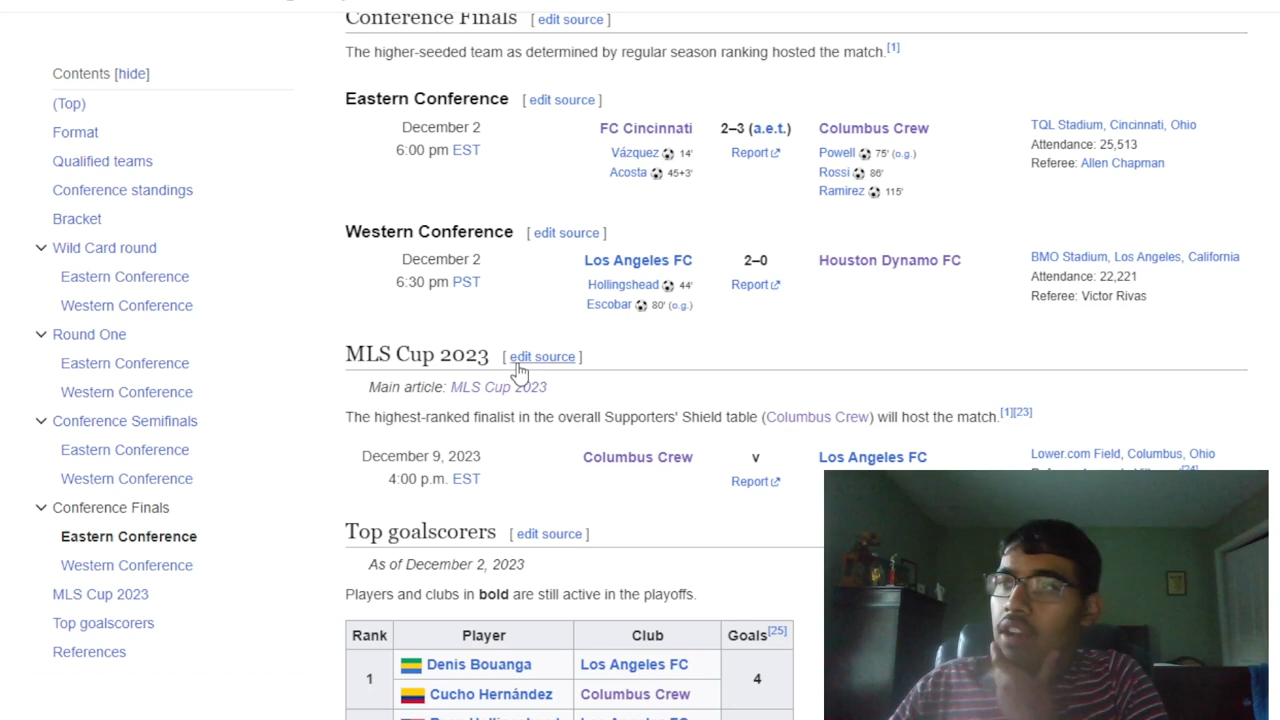 Conference Finals [ edit source ]
The higher-seeded team as determined by regular season ranking hosted the match.[1]
Contents [hide]
(Top)
Format
Qualified teams
Conference standings
Bracket
Wild Card round
Eastern Conference
Western Conference
Round One
Eastern Conference
Western Conference
Conference Semifinals
Eastern Conference
Western Conference
Conference Finals
Eastern Conference
Western Conference
MLS Cup 2023
Top goalscorers
References
Eastern Conference [ edit source ]
December 2 FC Cincinnati 2–3 (a.e.t.) Columbus Crew TQL Stadium, Cincinnati, Ohio
6:00 pm EST Vázquez 14' Report Powell 75' (o.g.) Attendance: 25,513
Acosta 45+3' Rossi 86' Referee: Allen Chapman
Ramirez 115'
Western Conference [ edit source ]
December 2 Los Angeles FC 2–0 Houston Dynamo FC BMO Stadium, Los Angeles, California
6:30 pm PST Hollingshead 44' Report Attendance: 22,221
Escobar 80' (o.g.) Referee: Victor Rivas
MLS Cup 2023 [ edit source ]
Main article: MLS Cup 2023
The highest-ranked finalist in the overall Supporters' Shield table (Columbus Crew) will host the match.[1][23]
December 9, 2023 Columbus Crew v Los Angeles FC Lower.com Field, Columbus, Ohio
4:00 p.m. EST Report
Top goalscorers [ edit source ]
As of December 2, 2023
Players and clubs in bold are still active in the playoffs.
Rank Player Club Goals[25]
1 Denis Bouanga Los Angeles FC 4
Cucho Hernández Columbus Crew